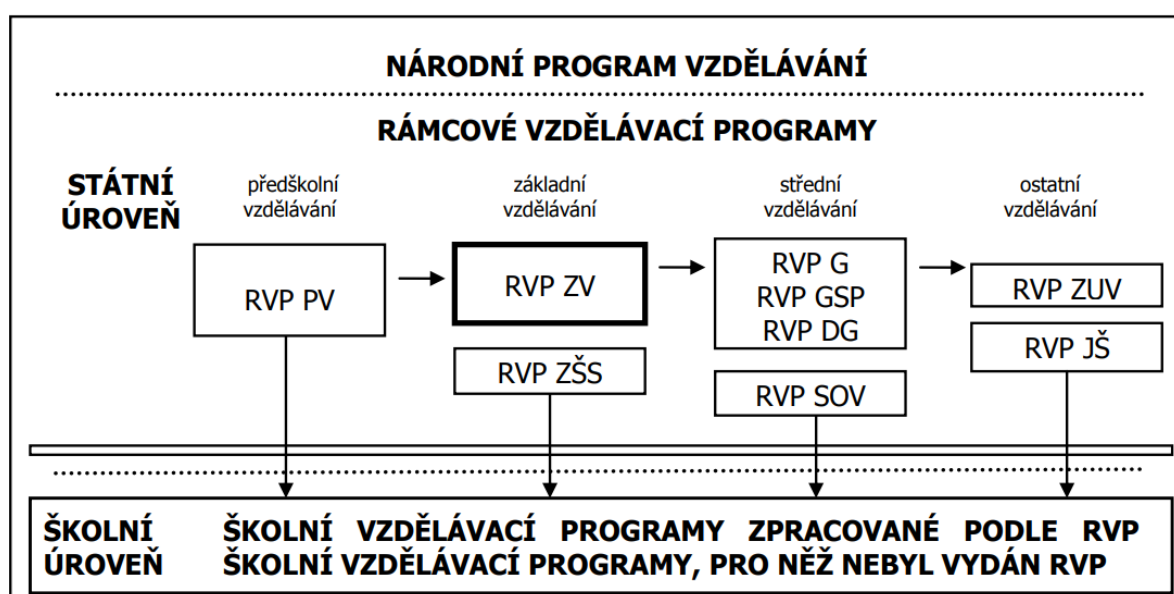 NÁRODNÍ PROGRAM VZDĚLÁVÁNÍ
RÁMCOVÉ VZDĚLÁVACÍ PROGRAMY
STÁTNÍ
ÚROVEŇ
předškolní
vzdělávání
základní
vzdělávání
střední
vzdělávání
ostatní
vzdělávání
RVP PV
RVP ZV
RVP ZŠS
RVP G
RVP GSP
RVP DG
RVP SOV
RVP ZUV
RVP JŠ
ŠKOLNÍ
ÚROVEŇ
ŠKOLNÍ VZDĚLÁVACÍ PROGRAMY ZPRACOVANÉ PODLE RVP
ŠKOLNÍ VZDĚLÁVACÍ PROGRAMY, PRO NĚŽ NEBYL VYDÁN RVP